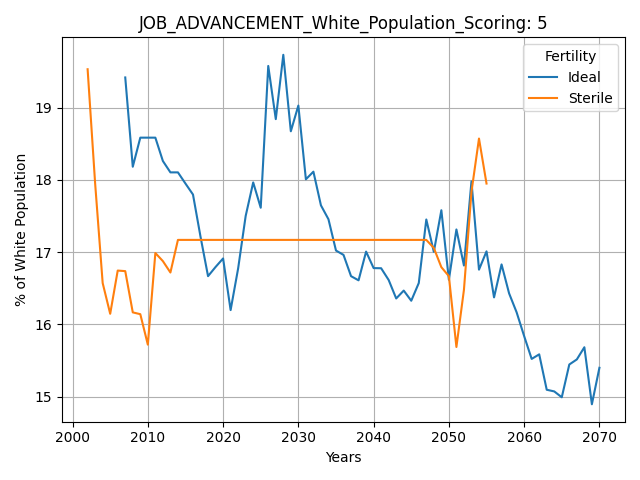 JOB_ADVANCEMENT_White_Population_Scoring: 5
Fertility
Ideal
Sterile
% of White Population
19
18
17
16
15
2000 2010 2020 2030 2040 2050 2060 2070
Years